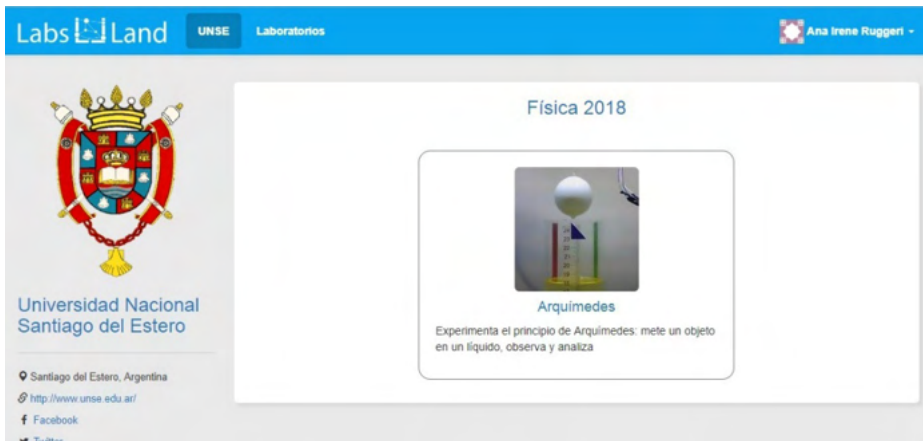 Labs Land UNSE Laboratorios Ana Irene Ruggeri
Física 2018
Arquímedes
Experimenta el principio de Arquímedes: mete un objeto
en un líquido, observa y analiza
Universidad Nacional
Santiago del Estero
Santiago del Estero, Argentina
http://www.unse.edu.ar/
Facebook